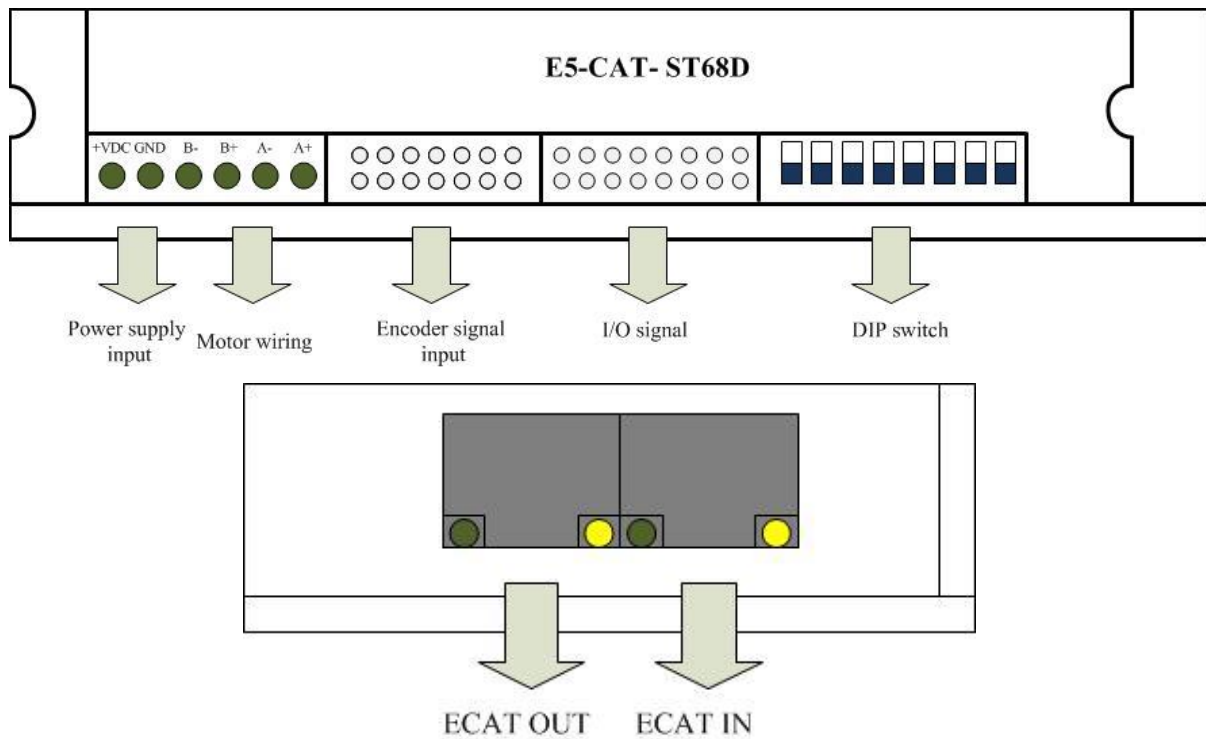 E5-CAT- ST68D
+VDC GND B- B+ A- A+
Power supply input
Motor wiring
Encoder signal input
I/O signal
DIP switch
ECAT OUT
ECAT IN